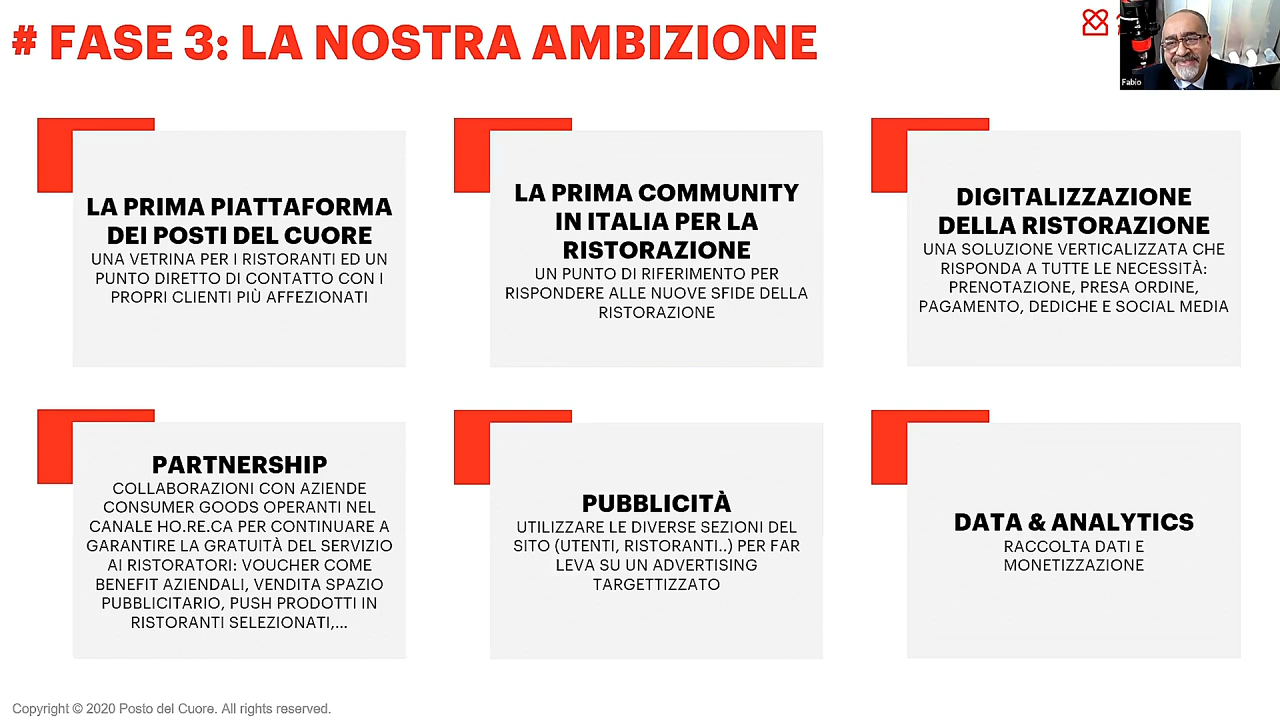 # FASE 3: LA NOSTRA AMBIZIONE
Fabio
LA PRIMA PIATTAFORMA
DEI POSTI DEL CUORE
UNA VETRINA PER I RISTORANTI ED UN
PUNTO DIRETTO DI CONTATTO CON I
PROPRI CLIENTI PIÙ AFFEZIONATI
LA PRIMA COMMUNITY
IN ITALIA PER LA
RISTORAZIONE
UN PUNTO DI RIFERIMENTO PER
RISPONDERE ALLE NUOVE SFIDE DELLA
RISTORAZIONE
DIGITALIZZAZIONE
DELLA RISTORAZIONE
UNA SOLUZIONE VERTICALIZZATA CHE
RISPONDA A TUTTE LE NECESSITÀ:
PRENOTAZIONE, PRESA ORDINE,
PAGAMENTO, DEDICHE E SOCIAL MEDIA
PARTNERSHIP
COLLABORAZIONI CON AZIENDE
CONSUMER GOODS OPERANTI NEL
CANALE HO.RE.CA PER CONTINUARE A
GARANTIRE LA GRATUITÀ DEL SERVIZIO
AI RISTORATORI: VOUCHER COME
BENEFIT AZIENDALI, VENDITA SPAZIO
PUBBLICITARIO, PUSH PRODOTTI IN
RISTORANTI SELEZIONATI,...
PUBBLICITÀ
UTILIZZARE LE DIVERSE SEZIONI DEL
SITO (UTENTI, RISTORANTI..) PER FAR
LEVA SU UN ADVERTISING
TARGETTIZZATO
DATA & ANALYTICS
RACCOLTA DATI E
MONETIZZAZIONE
Copyright © 2020 Posto del Cuore. All rights reserved.